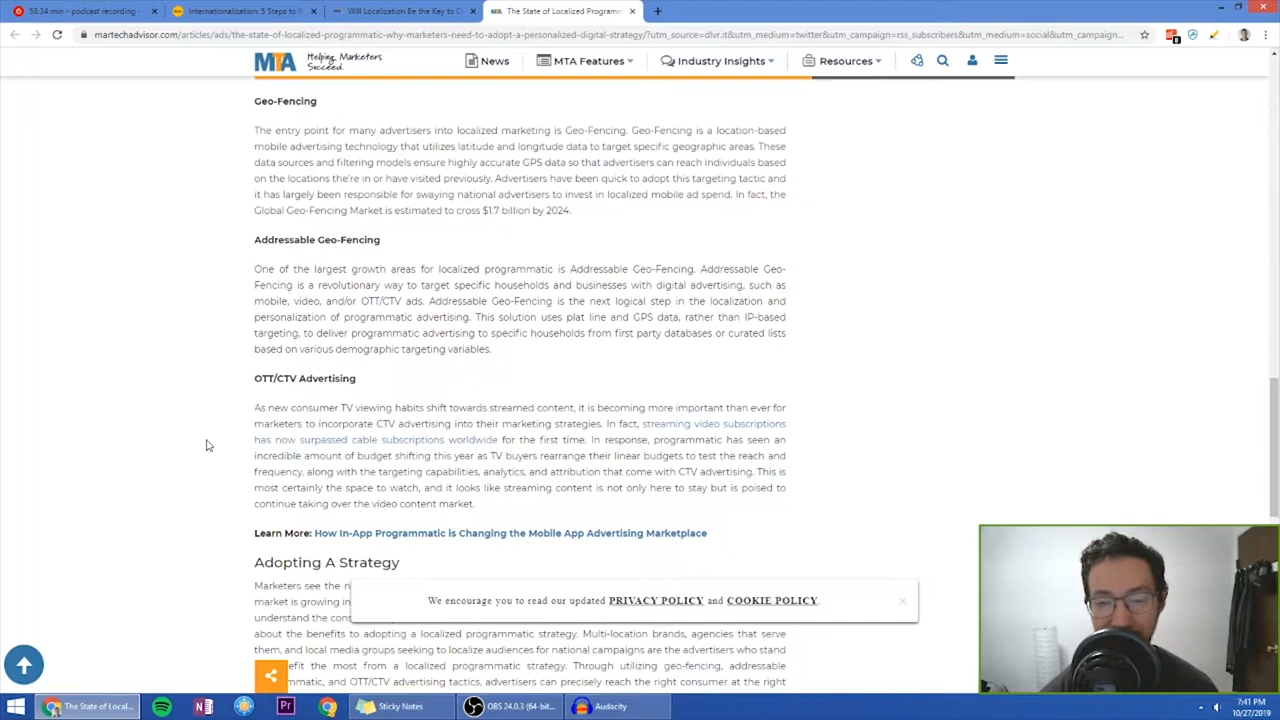 58:34 min - podcast recording -
Internationalization: 5 Steps to
Will Localization Be the Key to D
The State of Localized Programm
martechadvisor.com/articles/ads/the-state-of-localized-programmatic-why-marketers-need-to-adopt-a-personalized-digital-strategy/?utm_source=dlvr.it&utm_medium=twitter&utm_campaign=rss_subscribers&utm_medium=social&utm_campaign...
MTA Helping Marketers Succeed.
News
MTA Features
Industry Insights
Resources
Geo-Fencing
The entry point for many advertisers into localized marketing is Geo-Fencing. Geo-Fencing is a location-based
mobile advertising technology that utilizes latitude and longitude data to target specific geographic areas. These
data sources and filtering models ensure highly accurate GPS data so that advertisers can reach individuals based
on the locations the're in or have visited previously. Advertisers have been quick to adopt this targeting tactic and
it has largely been responsible for swaying national advertisers to invest in localized mobile ad spend. In fact, the
Global Geo-Fencing Market is estimated to cross $1.7 billion by 2024.
Addressable Geo-Fencing
One of the largest growth areas for localized programmatic is Addressable Geo-Fencing. Addressable Geo-
Fencing is a revolutionary way to target specific households and businesses with digital advertising, such as
mobile, video, and/or OTT/CTV ads. Addressable Geo-Fencing is the next logical step in the localization and
personalization of programmatic advertising. This solution uses plat line and GPS data, rather than IP-based
targeting, to deliver programmatic advertising to specific households from first party databases or curated lists
based on various demographic targeting variables.
OTT/CTV Advertising
As new consumer TV viewing habits shift towards streamed content, it is becoming more important than ever for
marketers to incorporate CTV advertising into their marketing strategies. In fact, streaming video subscriptions
has now surpassed cable subscriptions worldwide for the first time. In response, programmatic has seen an
incredible amount of budget shifting this year as TV buyers rearrange their linear budgets to test the reach and
frequency, along with the targeting capabilities, analytics, and attribution that come with CTV advertising. This is
most certainly the space to watch, and it looks like streaming content is not only here to stay but is poised to
continue taking over the video content market.
Learn More: How In-App Programmatic is Changing the Mobile App Advertising Marketplace
Adopting A Strategy
Marketers see the n
market is growing in
understand the cons
We encourage you to read our updated PRIVACY POLICY and COOKIE POLICY.
about the benefits to adopting a localized programmatic strategy. Multi-location brands, agencies that serve
them, and local media groups seeking to localize audiences for national campaigns are the advertisers who stand
efit the most from a localized programmatic strategy. Through utilizing geo-fencing, addressable
mmatic, and OTT/CTV advertising tactics, advertisers can precisely reach the right consumer at the right
The State of Local...
Pr
Sticky Notes
OBS 24.0.3 (64-bit...
Audacity
7:41 PM
10/27/2019